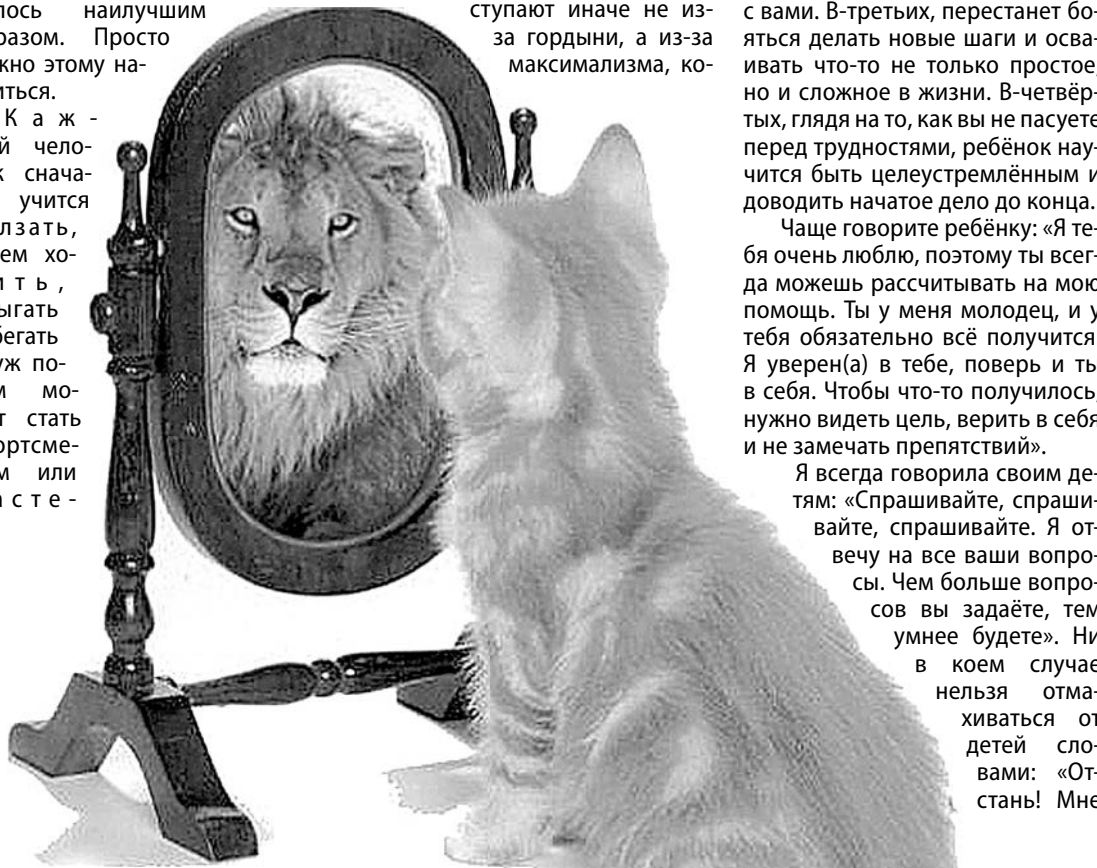 лось наилучшим
разом. Просто
жно этому на-
иться.
К а ж -
й чело-
к снача-
учится
лзать,
ем хо-
ить,
ыгать
бегать
уж по-
м мо-
т стать
ортсме-
м или
с т е -
ступают иначе не из-
за гордыни, а из-за
максимализма, ко-
с вами. В-третьих, перестанет бо-
яться делать новые шаги и осва-
ивать что-то не только простое,
но и сложное в жизни. В-четвёр-
тых, глядя на то, как вы не пасуете
перед трудностями, ребёнок нау-
чится быть целеустремлённым и
доводить начатое дело до конца.
Чаще говорите ребёнку: «Я те-
бя очень люблю, поэтому ты всег-
да можешь рассчитывать на мою
помощь. Ты у меня молодец, и у
тебя обязательно всё получится
Я уверен(а) в тебе, поверь и ты
в себя. Чтобы что-то получилось,
нужно видеть цель, верить в себя
и не замечать препятствий».
Я всегда говорила своим де-
тям: «Спрашивайте, спраши-
вайте, спрашивайте. Я от-
вечу на все ваши вопро-
сы. Чем больше вопро-
сов вы задаёте, тем
умнее будете». Ни
в коем случае
нельзя отма-
хиваться от
детей сло-
вами: «От-
стань! Мне